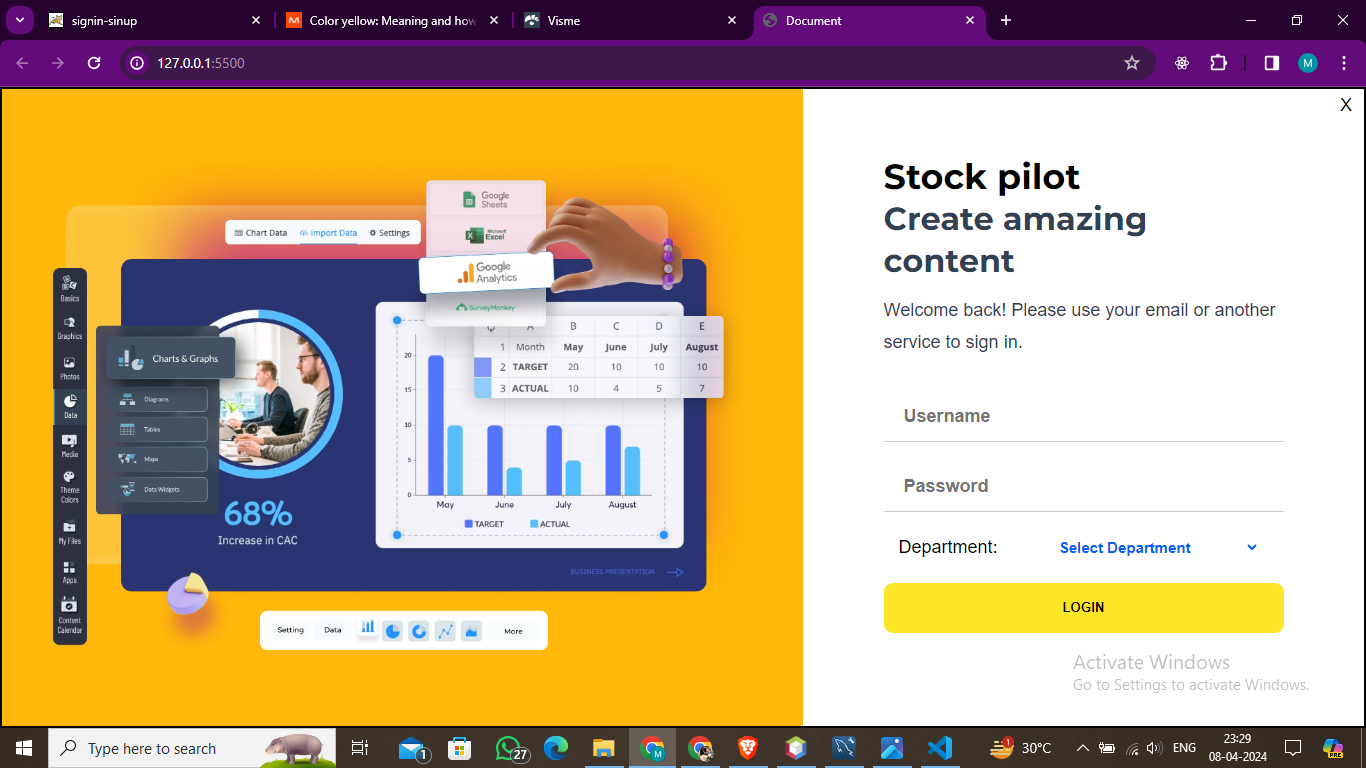 signin-sinup
Color yellow: Meaning and how
Visme
Document
127.0.0.1:5500
M
X
Stock pilot
Create amazing
content
Welcome back! Please use your email or another
service to sign in.
Username
Password
Department:
Select Department
LOGIN
Activate Windows
Go to Settings to activate Windows.
Google
Sheets
Microsoft
Excel
Google
Analytics
SurveyMonkey
Chart Data
Import Data
Settings
Basics
Graphics
Photos
Data
Media
Theme
Colors
My Files
Apps
Content
Calendar
Charts & Graphs
Diagrams
Tables
Maps
Data Widgets
68%
Increase in CAC
A B C D E
1 Month May June July August
2 TARGET 20 10 10 10
3 ACTUAL 10 4 5 7
20
15
10
5
0
May June July August
TARGET ACTUAL
BUSINESS PRESENTATION
Setting
Data
More
Type here to search
1
27
M
1
30°C
ENG
23:29
08-04-2024
PRE